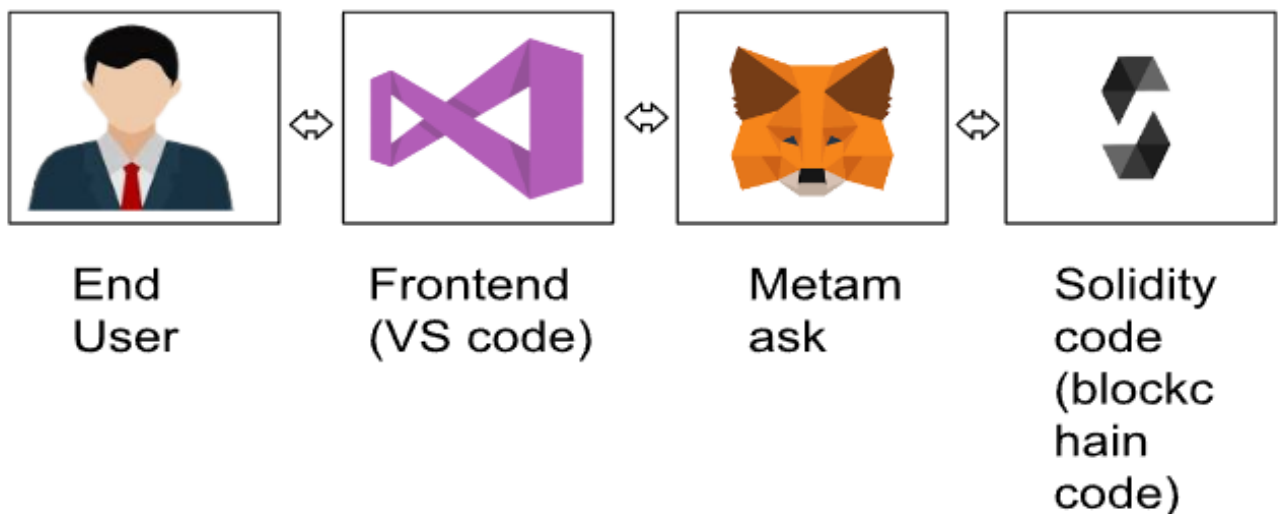 End
User
Frontend
(VS code)
Metam
ask
Solidity
code
(blockc
hain
code)